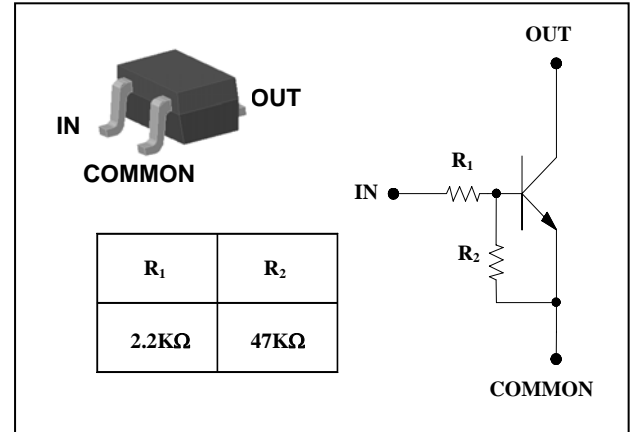 OUT
IN
COMMON
R₁ R₂
2.2KΩ 47KΩ
OUT
R₁
IN
R₂
COMMON